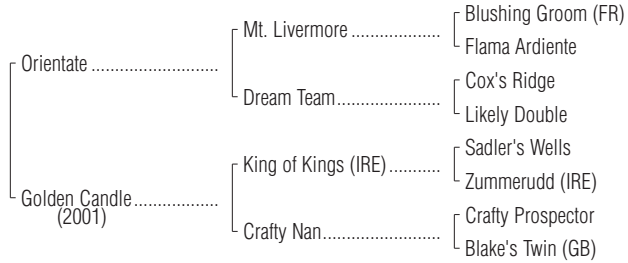 Blushing Groom (FR)
Mt. Livermore ...................
Flama Ardiente
Orientate ...........................
Cox's Ridge
Dream Team......................
Likely Double
Sadler's Wells
King of Kings (IRE)...........
Zummerudd (IRE)
Golden Candle..................
(2001)
Crafty Prospector
Crafty Nan.........................
Blake's Twin (GB)